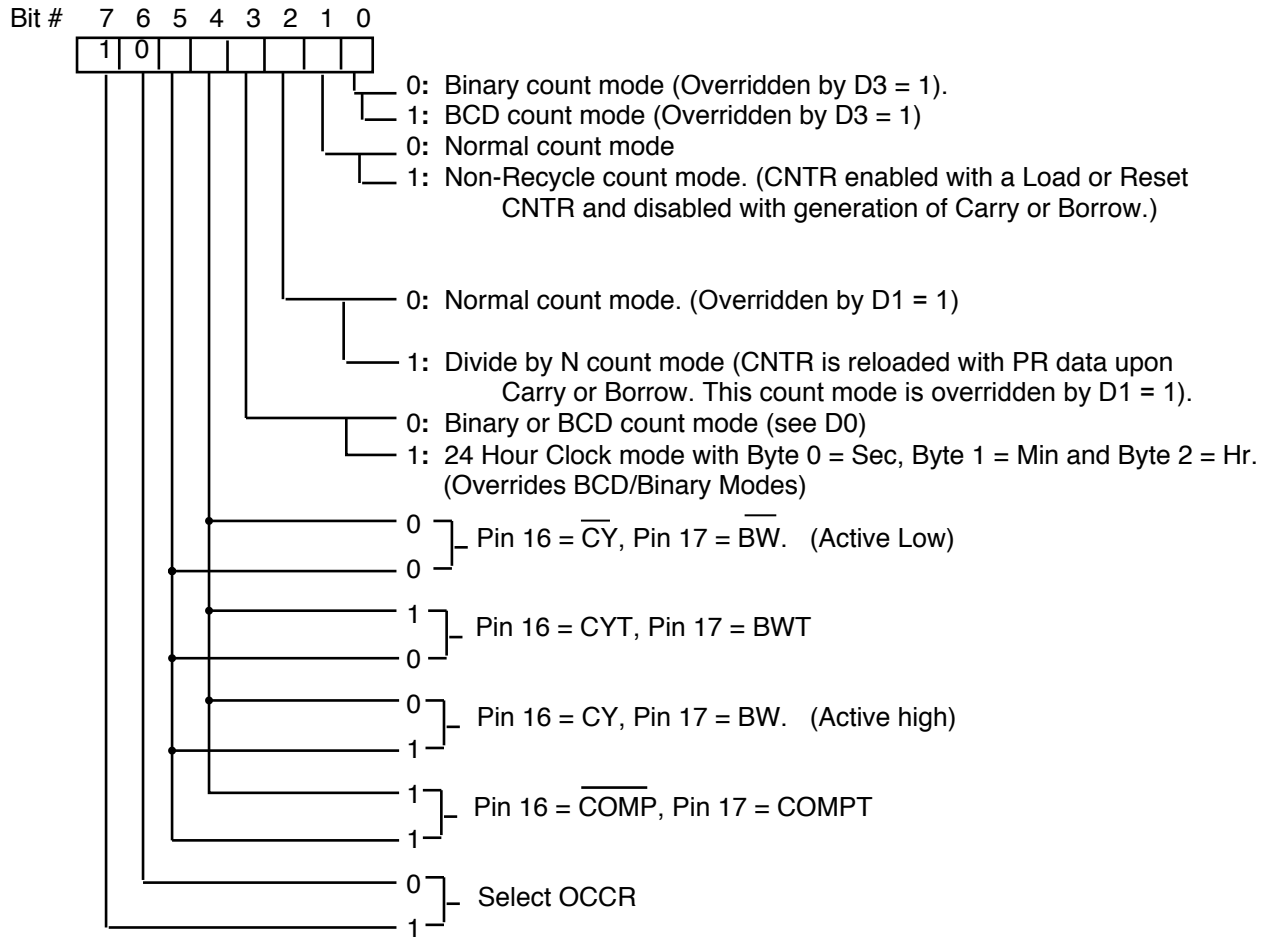 Bit # 7 6 5 4 3 2 1 0
1 0
0: Binary count mode (Overridden by D3 = 1).
1: BCD count mode (Overridden by D3 = 1)
0: Normal count mode
1: Non-Recycle count mode. (CNTR enabled with a Load or Reset
CNTR and disabled with generation of Carry or Borrow.)
0: Normal count mode. (Overridden by D1 = 1)
1: Divide by N count mode (CNTR is reloaded with PR data upon
Carry or Borrow. This count mode is overridden by D1 = 1).
0: Binary or BCD count mode (see D0)
1: 24 Hour Clock mode with Byte 0 = Sec, Byte 1 = Min and Byte 2 = Hr.
(Overrides BCD/Binary Modes)
0
Pin 16 = C̅Y̅, Pin 17 = B̅W̅. (Active Low)
0
1
Pin 16 = CYT, Pin 17 = BWT
0
0
Pin 16 = CY, Pin 17 = BW. (Active high)
1
1
Pin 16 = C̅O̅M̅P̅, Pin 17 = COMPT
1
0
Select OCCR
1